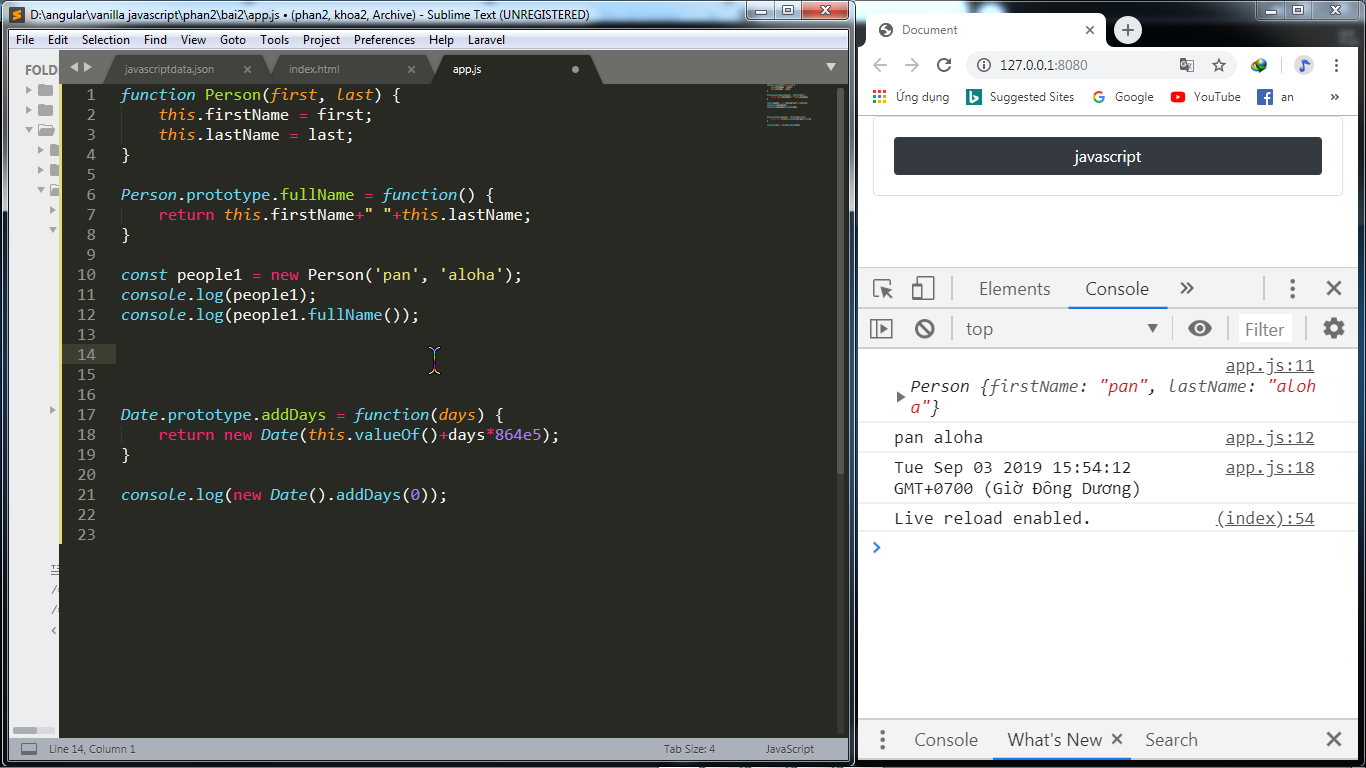 D:\angular\vanilla javascript\phan2\bai2\app.js • (phan2, khoa2, Archive) - Sublime Text (UNREGISTERED)
File Edit Selection Find View Goto Tools Project Preferences Help Laravel
FOLD
javascriptdata.json × index.html × app.js
1 function Person(first, last) {
2 this.firstName = first;
3 this.lastName = last;
4 }
5
6 Person.prototype.fullName = function() {
7 return this.firstName+" "+this.lastName;
8 }
9
10 const people1 = new Person('pan', 'aloha');
11 console.log(people1);
12 console.log(people1.fullName());
13
14
15
16
17 Date.prototype.addDays = function(days) {
18 return new Date(this.valueOf()+days*864e5);
19 }
20
21 console.log(new Date().addDays(0));
22
23
Line 14, Column 1
Tab Size: 4
JavaScript
Document
127.0.0.1:8080
Ứng dụng Suggested Sites Google YouTube an »
javascript
Elements Console »
top Filter
app.js:11
Person {firstName: "pan", lastName: "aloh
a"}
pan aloha app.js:12
Tue Sep 03 2019 15:54:12 app.js:18
GMT+0700 (Giờ Đông Dương)
Live reload enabled. (index):54
Console What's New × Search